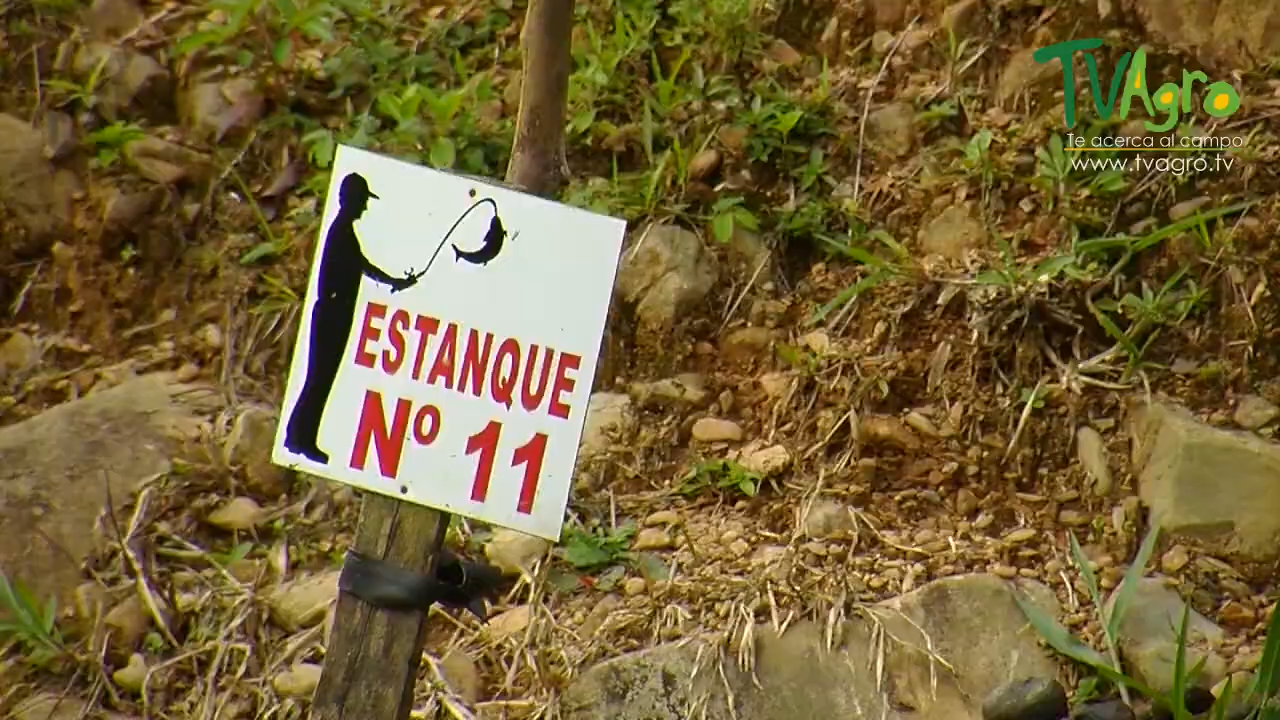 TVAgro
Te acerca al campo
www.tvagro.tv
ESTANQUE
Nº 11